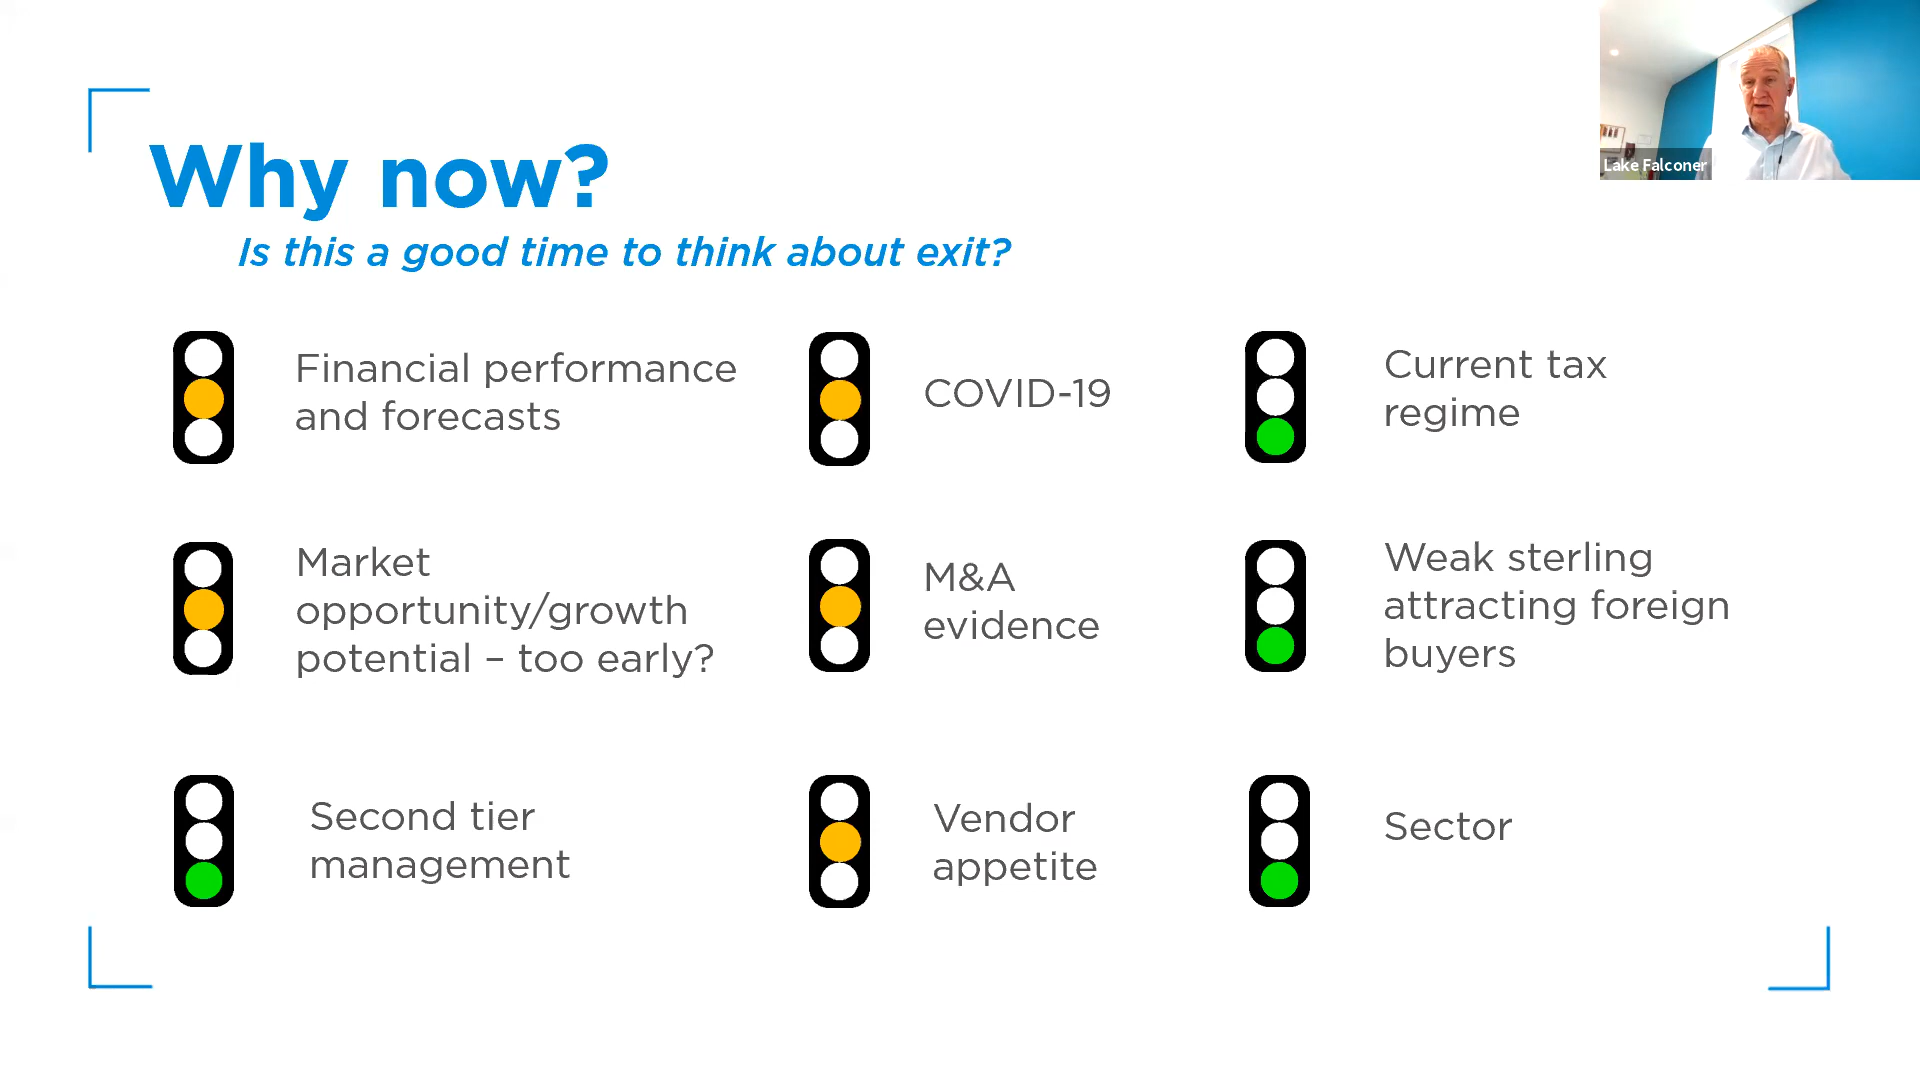 Lake Falconer
Why now?
Is this a good time to think about exit?
Financial performance
and forecasts
COVID-19
Current tax
regime
Market
opportunity/growth
potential – too early?
M&A
evidence
Weak sterling
attracting foreign
buyers
Second tier
management
Vendor
appetite
Sector